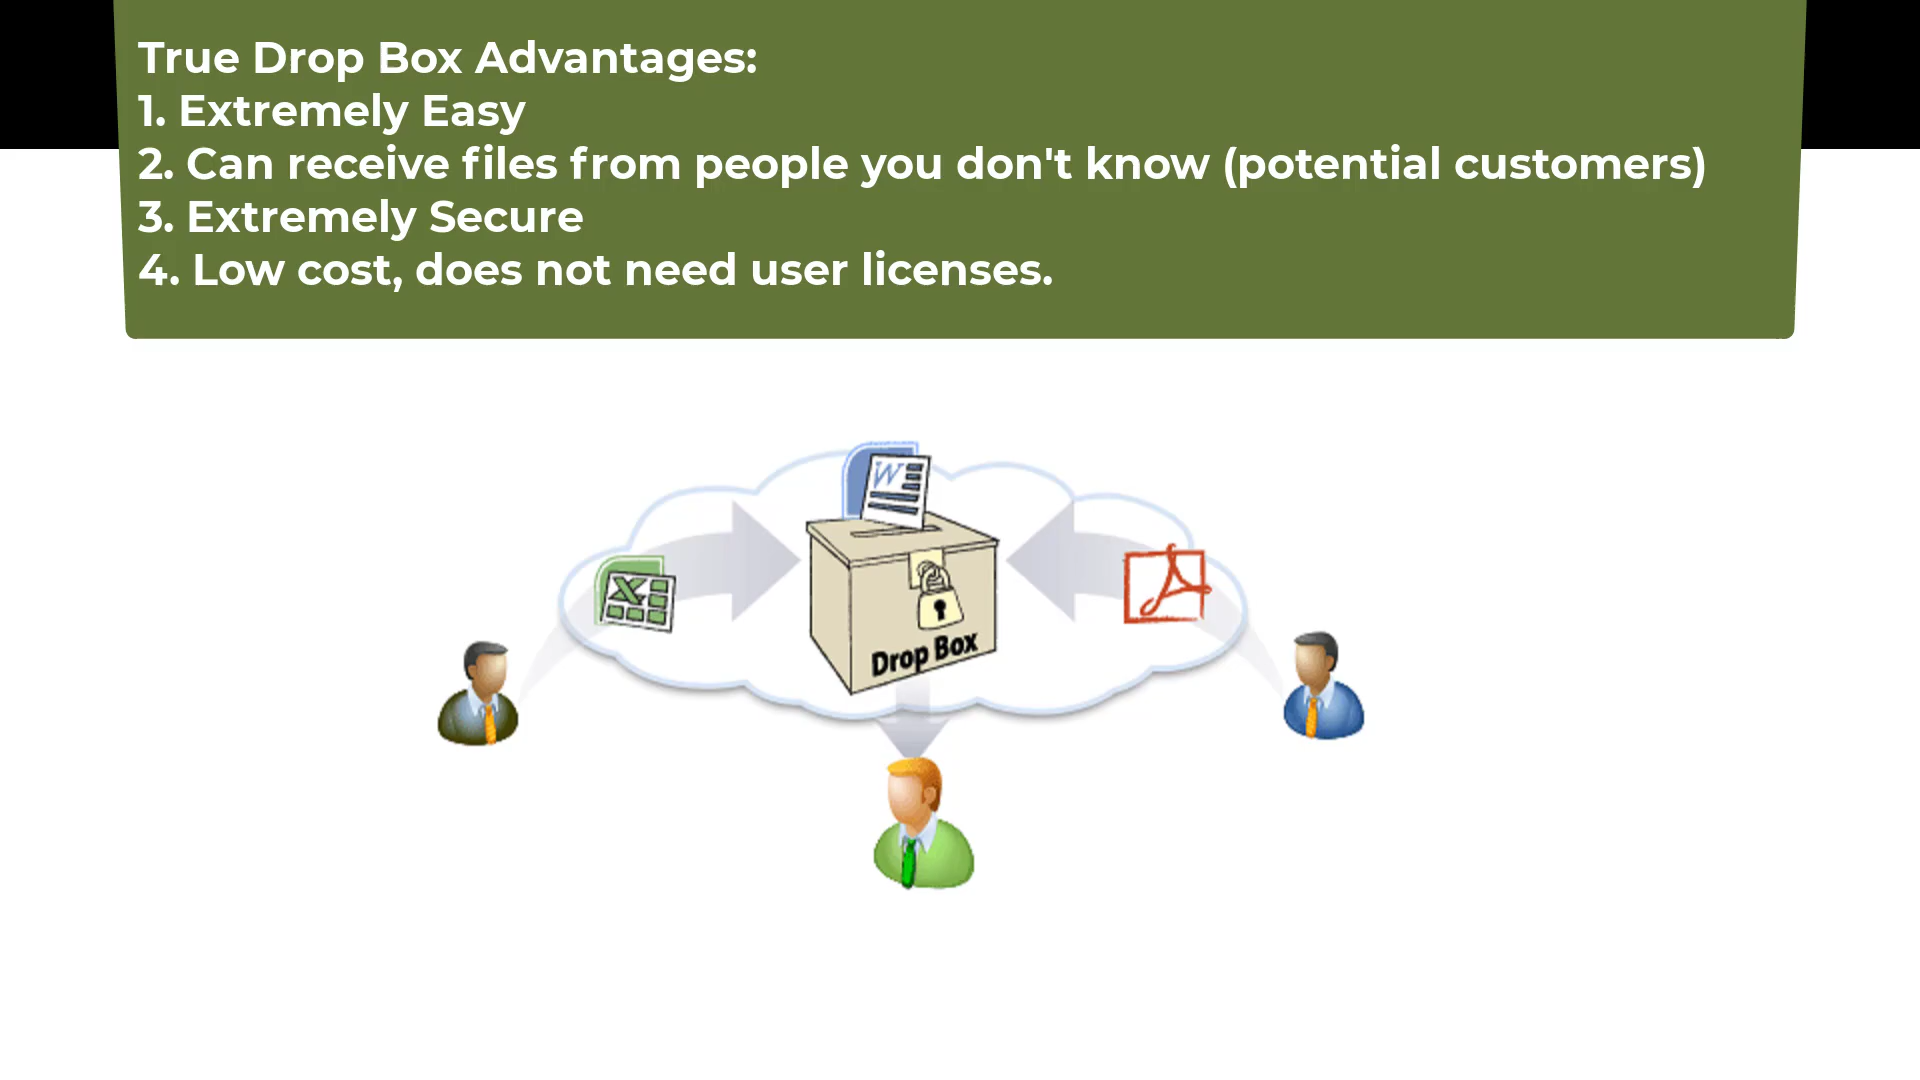 True Drop Box Advantages:
1. Extremely Easy
2. Can receive files from people you don't know (potential customers)
3. Extremely Secure
4. Low cost, does not need user licenses.
W
X
Drop Box